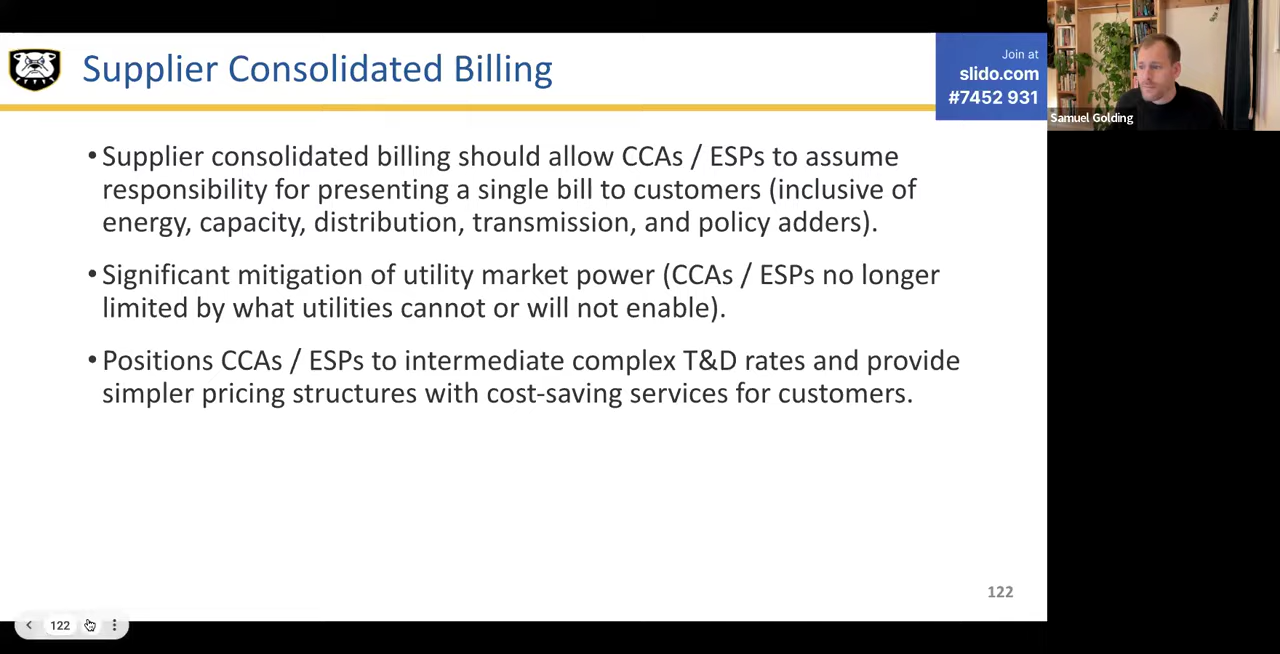 Supplier Consolidated Billing
Join at
slido.com
#7452 931
Samuel Golding
•Supplier consolidated billing should allow CCAs / ESPs to assume
responsibility for presenting a single bill to customers (inclusive of
energy, capacity, distribution, transmission, and policy adders).
•Significant mitigation of utility market power (CCAs / ESPs no longer
limited by what utilities cannot or will not enable).
•Positions CCAs / ESPs to intermediate complex T&D rates and provide
simpler pricing structures with cost-saving services for customers.
122
122